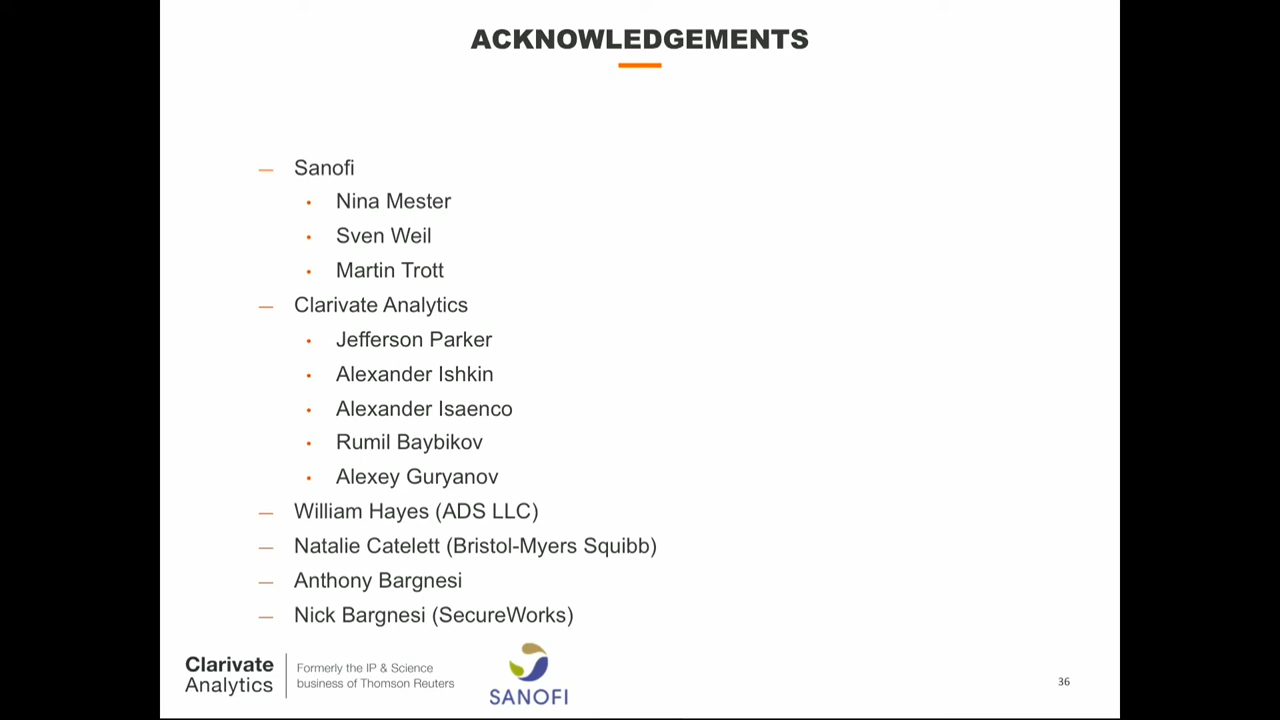 ACKNOWLEDGEMENTS
— Sanofi
• Nina Mester
• Sven Weil
• Martin Trott
— Clarivate Analytics
• Jefferson Parker
• Alexander Ishkin
• Alexander Isaenco
• Rumil Baybikov
• Alexey Guryanov
— William Hayes (ADS LLC)
— Natalie Catelett (Bristol-Myers Squibb)
— Anthony Bargnesi
— Nick Bargnesi (SecureWorks)
Clarivate
Analytics
Formerly the IP & Science
business of Thomson Reuters
SANOFI
36